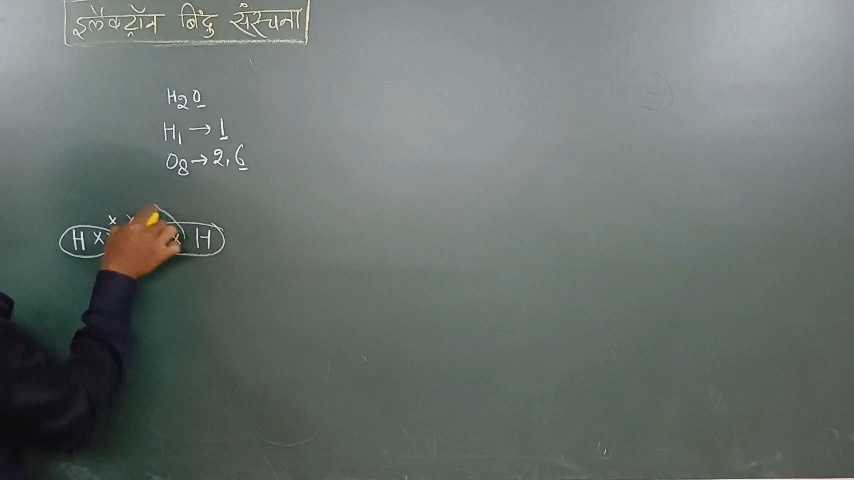 इलैक्ट्रॉन बिंदु संरचना
H₂O
H₁ → 1
O₈ → 2, 6
x x
H x x H